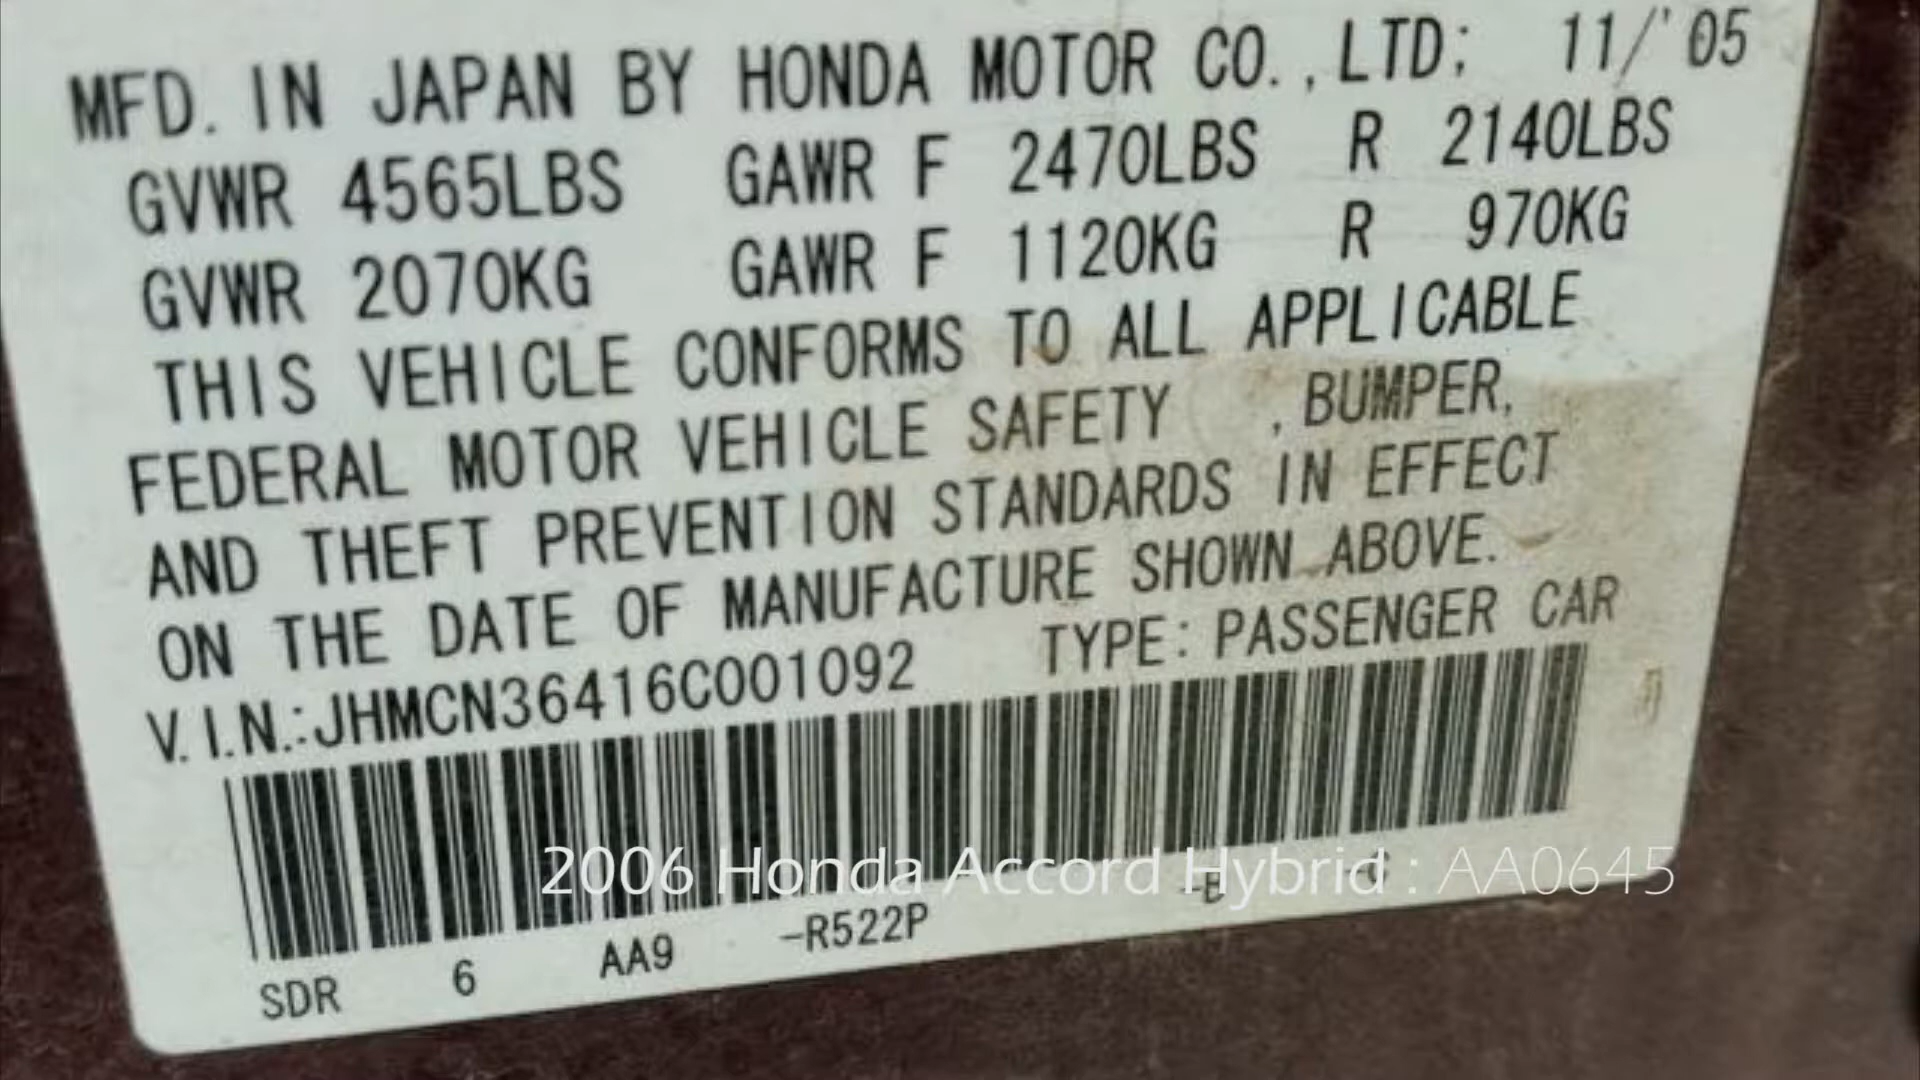 MFD. IN JAPAN BY HONDA MOTOR CO., LTD; 11/'05
GVWR 4565LBS GAWR F 2470LBS R 2140LBS
GVWR 2070KG GAWR F 1120KG R 970KG
THIS VEHICLE CONFORMS TO ALL APPLICABLE
FEDERAL MOTOR VEHICLE SAFETY , BUMPER,
AND THEFT PREVENTION STANDARDS IN EFFECT
ON THE DATE OF MANUFACTURE SHOWN ABOVE.
V.I.N.:JHMCN36416C001092 TYPE: PASSENGER CAR
2006 Honda Accord Hybrid : AA0645
SDR 6 AA9 -R522P -B -C